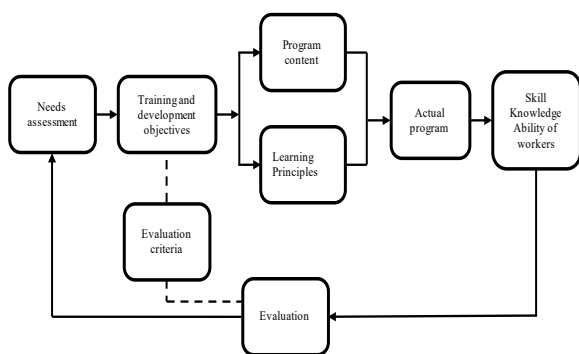 Needs
assessment
Training and
development
objectives
Program
content
Learning
Principles
Actual
program
Skill
Knowledge
Ability of
workers
Evaluation
criteria
Evaluation